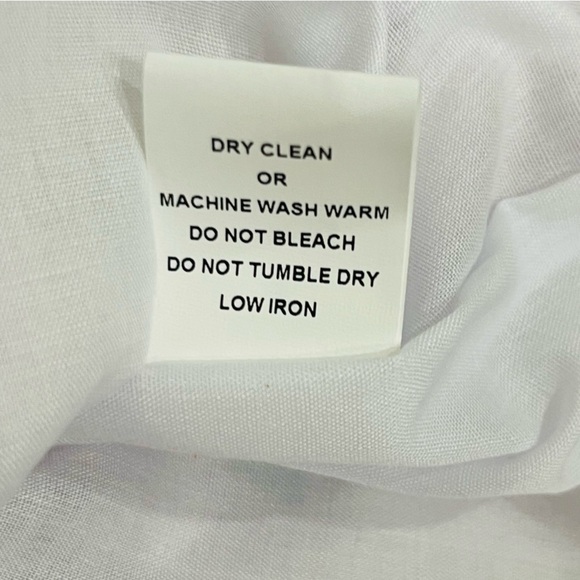 DRY CLEAN
OR
MACHINE WASH WARM
DO NOT BLEACH
DO NOT TUMBLE DRY
LOW IRON